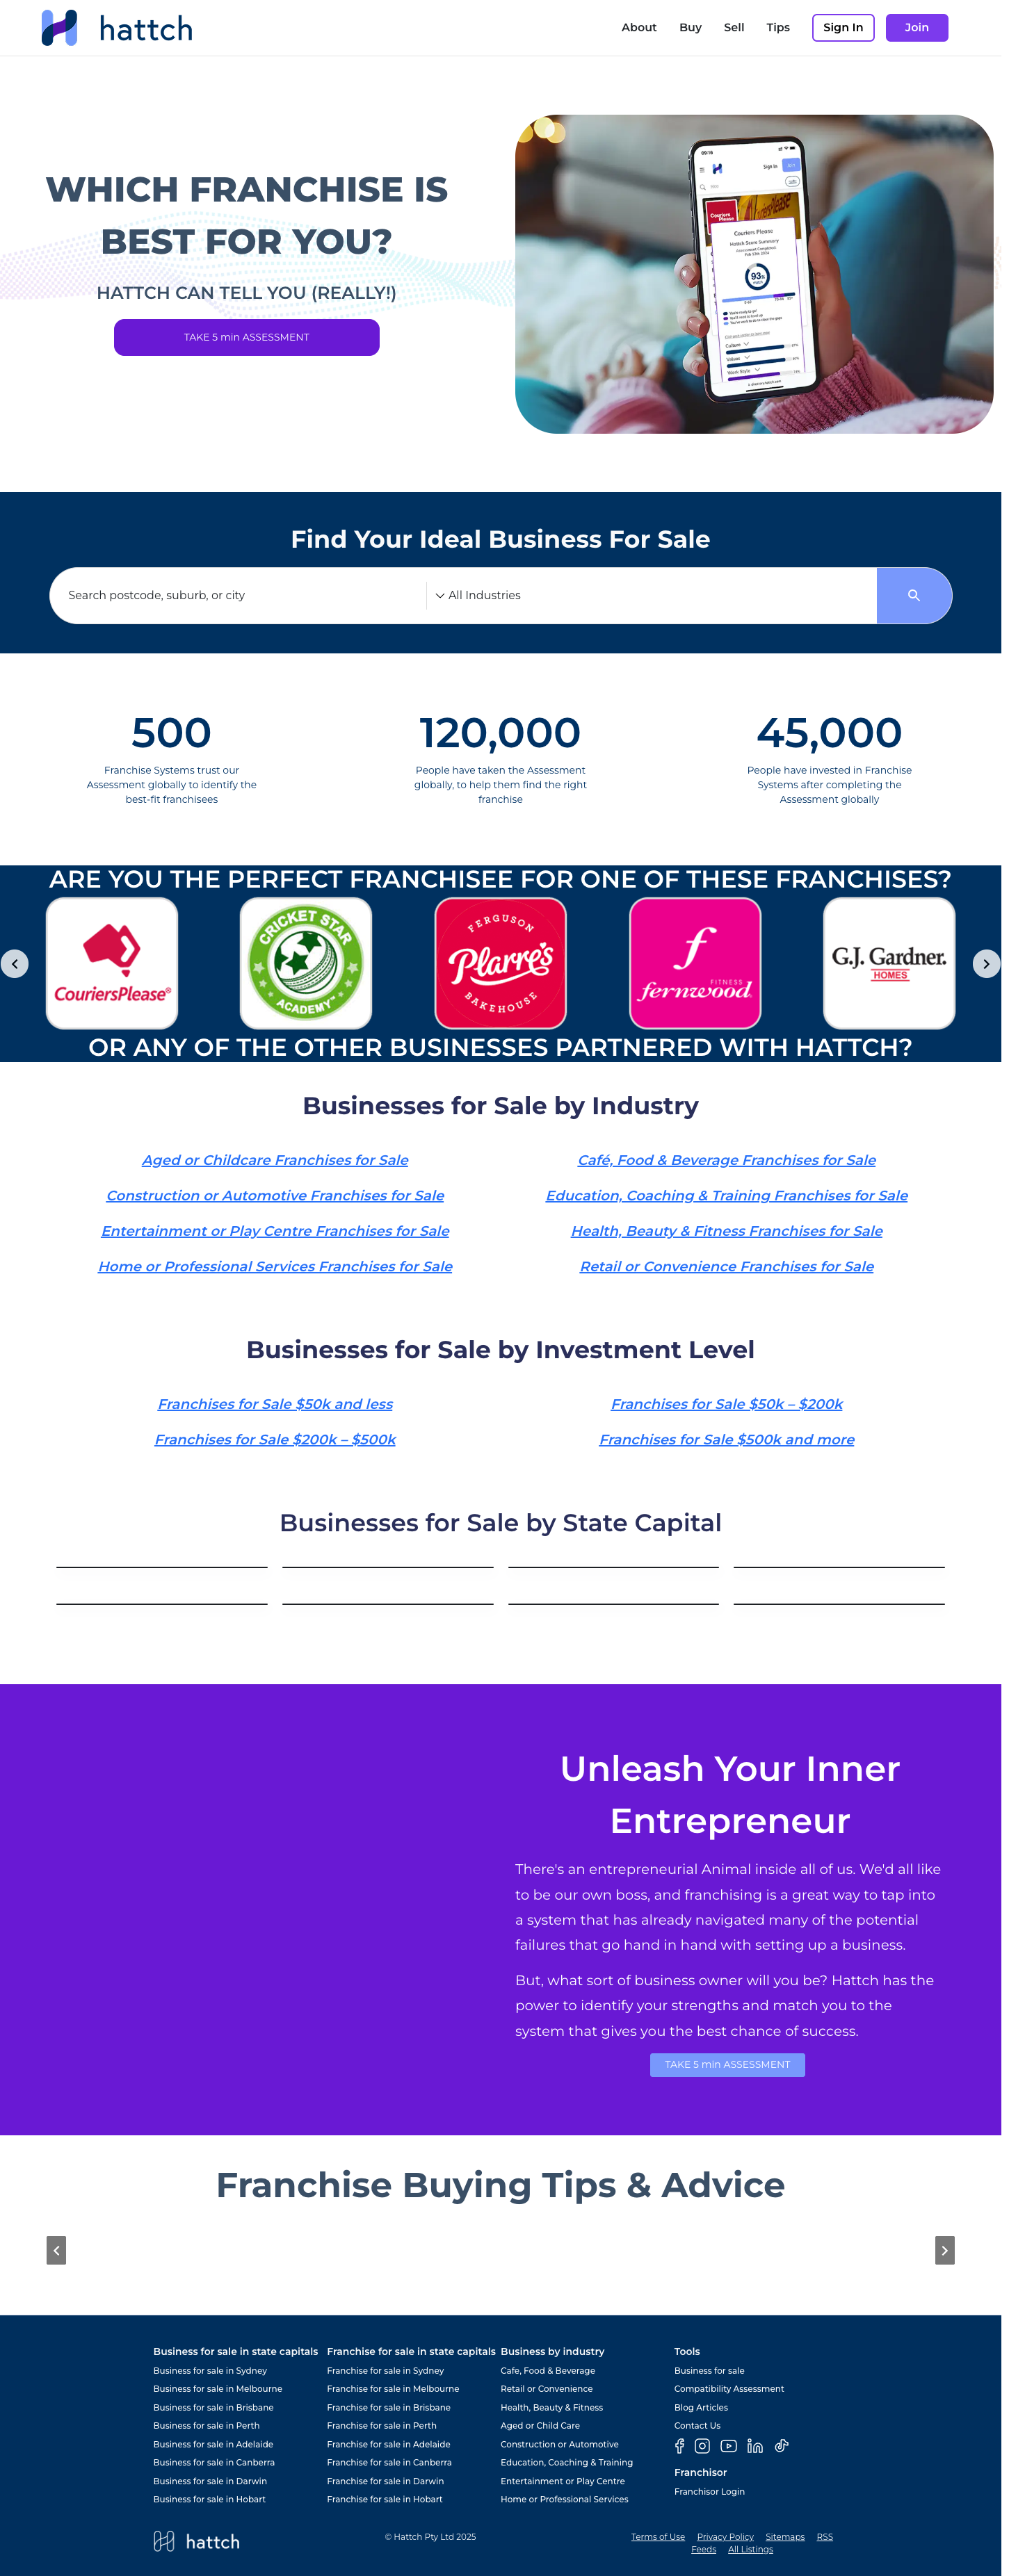 hattch
About Buy Sell Tips Sign In Join
WHICH FRANCHISE IS
BEST FOR YOU?
HATTCH CAN TELL YOU (REALLY!)
TAKE 5 min ASSESSMENT
Sign In
Couriers Please
Couriers Please
Hattch Score Summary
93%
Culture
Values
Work Style
Find Your Ideal Business For Sale
Search postcode, suburb, or city
All Industries
500
Franchise Systems trust our
Assessment globally to identify the
best-fit franchisees
120,000
People have taken the Assessment
globally, to help them find the right
franchise
45,000
People have invested in Franchise
Systems after completing the
Assessment globally
ARE YOU THE PERFECT FRANCHISEE FOR ONE OF THESE FRANCHISES?
CouriersPlease®
CRICKET STAR
ACADEMY™
FERGUSON
Plarre's
BAKEHOUSE
f
FITNESS
fernwood
G.J. Gardner.
HOMES
OR ANY OF THE OTHER BUSINESSES PARTNERED WITH HATTCH?
Businesses for Sale by Industry
Aged or Childcare Franchises for Sale
Café, Food & Beverage Franchises for Sale
Construction or Automotive Franchises for Sale
Education, Coaching & Training Franchises for Sale
Entertainment or Play Centre Franchises for Sale
Health, Beauty & Fitness Franchises for Sale
Home or Professional Services Franchises for Sale
Retail or Convenience Franchises for Sale
Businesses for Sale by Investment Level
Franchises for Sale $50k and less
Franchises for Sale $50k – $200k
Franchises for Sale $200k – $500k
Franchises for Sale $500k and more
Businesses for Sale by State Capital
Unleash Your Inner
Entrepreneur
There's an entrepreneurial Animal inside all of us. We'd all like
to be our own boss, and franchising is a great way to tap into
a system that has already navigated many of the potential
failures that go hand in hand with setting up a business.
But, what sort of business owner will you be? Hattch has the
power to identify your strengths and match you to the
system that gives you the best chance of success.
TAKE 5 min ASSESSMENT
Franchise Buying Tips & Advice
Business for sale in state capitals
Business for sale in Sydney
Business for sale in Melbourne
Business for sale in Brisbane
Business for sale in Perth
Business for sale in Adelaide
Business for sale in Canberra
Business for sale in Darwin
Business for sale in Hobart
Franchise for sale in state capitals
Franchise for sale in Sydney
Franchise for sale in Melbourne
Franchise for sale in Brisbane
Franchise for sale in Perth
Franchise for sale in Adelaide
Franchise for sale in Canberra
Franchise for sale in Darwin
Franchise for sale in Hobart
Business by industry
Cafe, Food & Beverage
Retail or Convenience
Health, Beauty & Fitness
Aged or Child Care
Construction or Automotive
Education, Coaching & Training
Entertainment or Play Centre
Home or Professional Services
Tools
Business for sale
Compatibility Assessment
Blog Articles
Contact Us
Franchisor
Franchisor Login
hattch
© Hattch Pty Ltd 2025
Terms of Use Privacy Policy Sitemaps RSS
Feeds All Listings